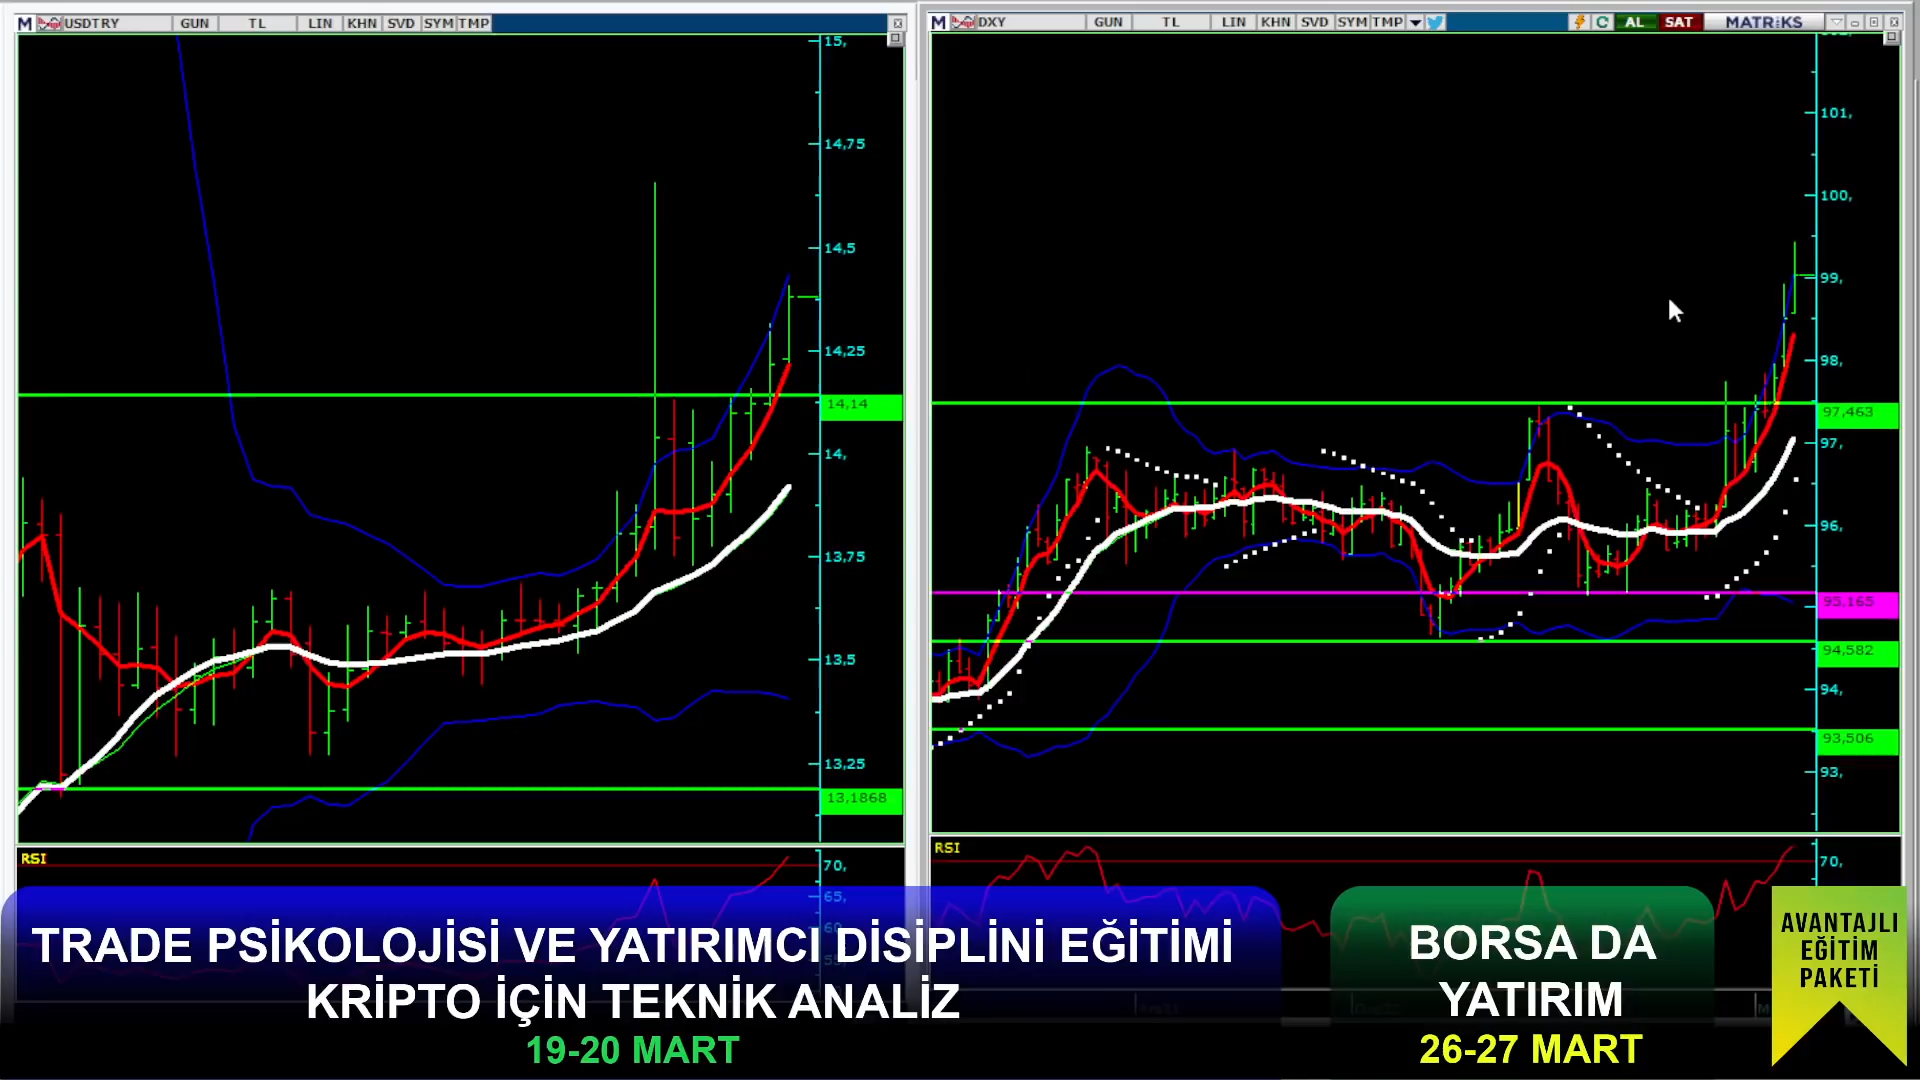 USDTRY GUN TL LIN KHN SVD SYM TMP
15,
14,75
14,5
14,25
14,14
14,
13,75
13,5
13,25
13,1868
RSI
70,
65,
60,
DXY GUN TL LIN KHN SVD SYM TMP AL SAT MATRIKS
101,
100,
99,
98,
97,463
97,
96,
95,165
94,582
94,
93,506
93,
RSI
70,
TRADE PSİKOLOJİSİ VE YATIRIMCI DİSİPLİNİ EĞİTİMİ
KRİPTO İÇİN TEKNİK ANALİZ
19-20 MART
BORSA DA
YATIRIM
26-27 MART
AVANTAJLI
EĞİTİM
PAKETİ